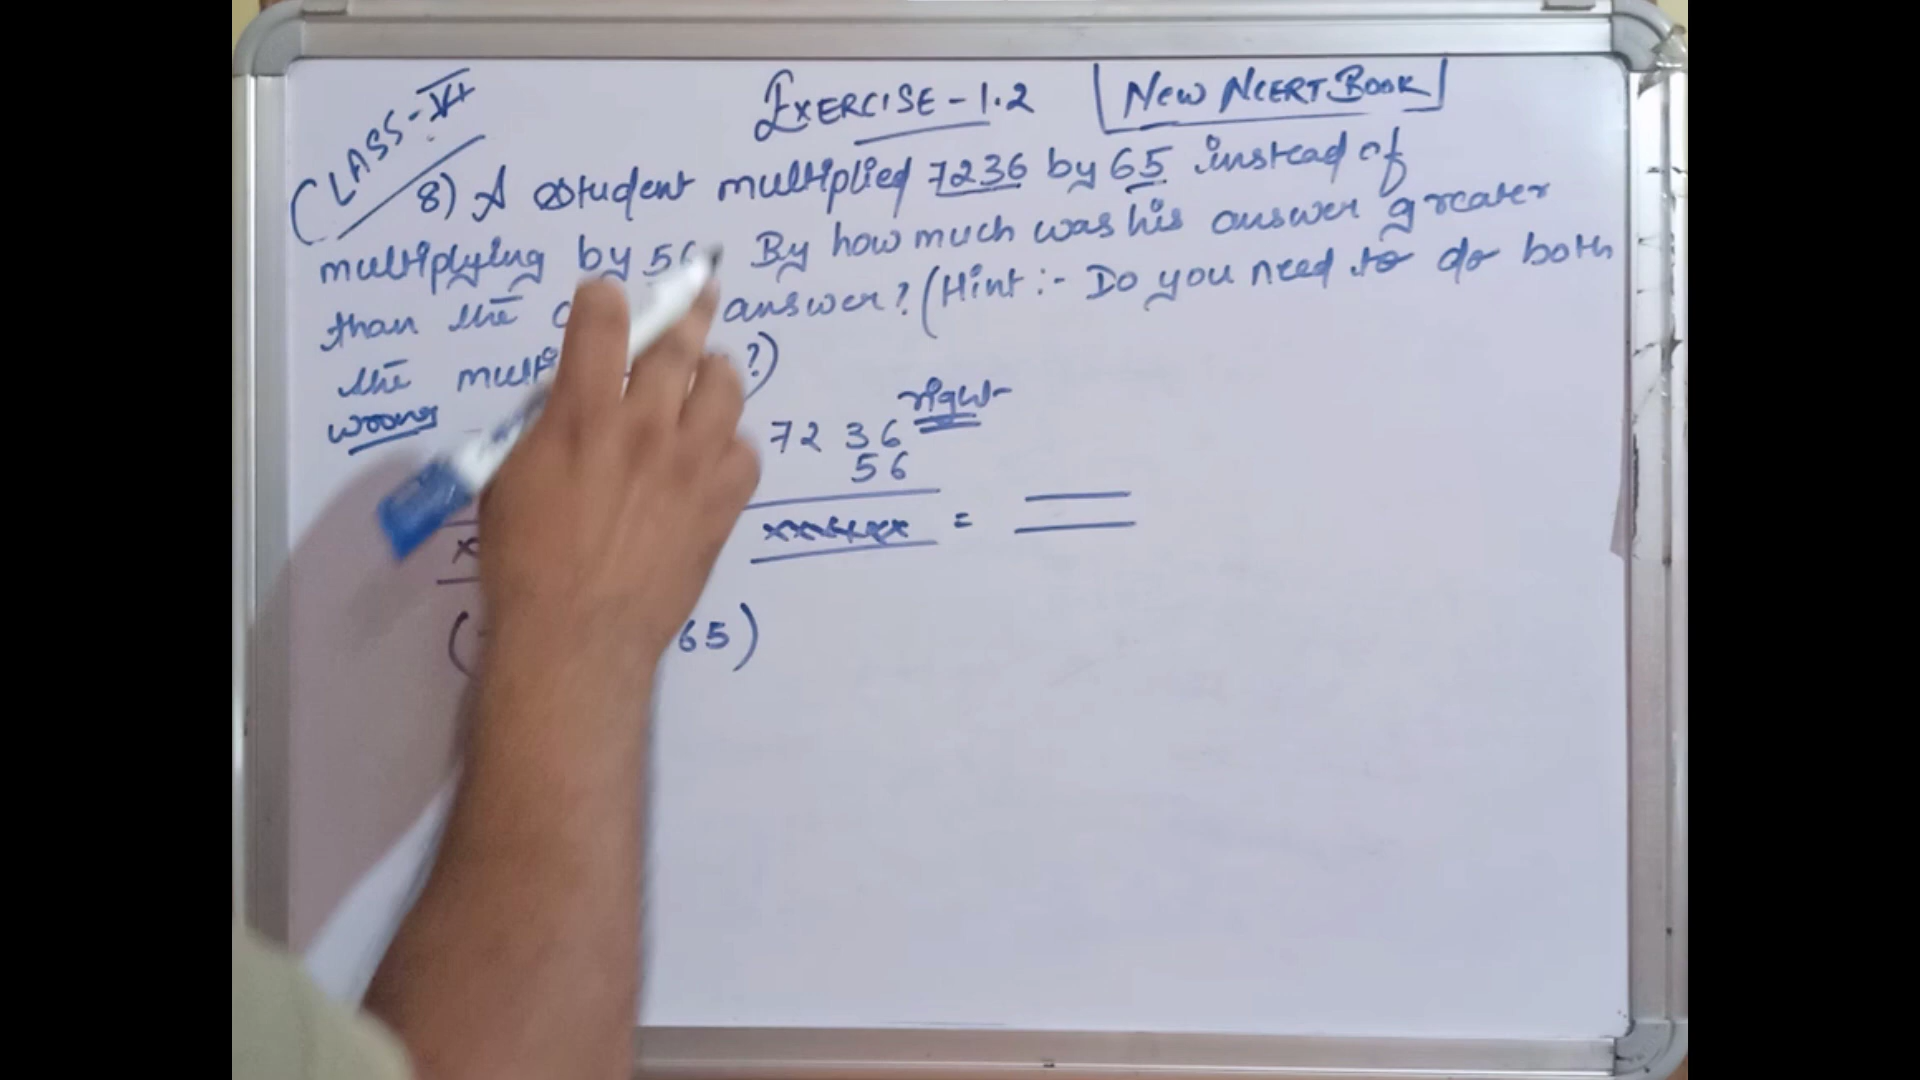 CLASS-VI
EXERCISE-1.2 [NEW NCERT BOOK]
8) A student multiplied 7236 by 65 instead of
multiplying by 56. By how much was his answer greater
than the answer? (Hint :- Do you need to do both
the ?)
wrong right
7236
56
xxxxxx =
( 65)